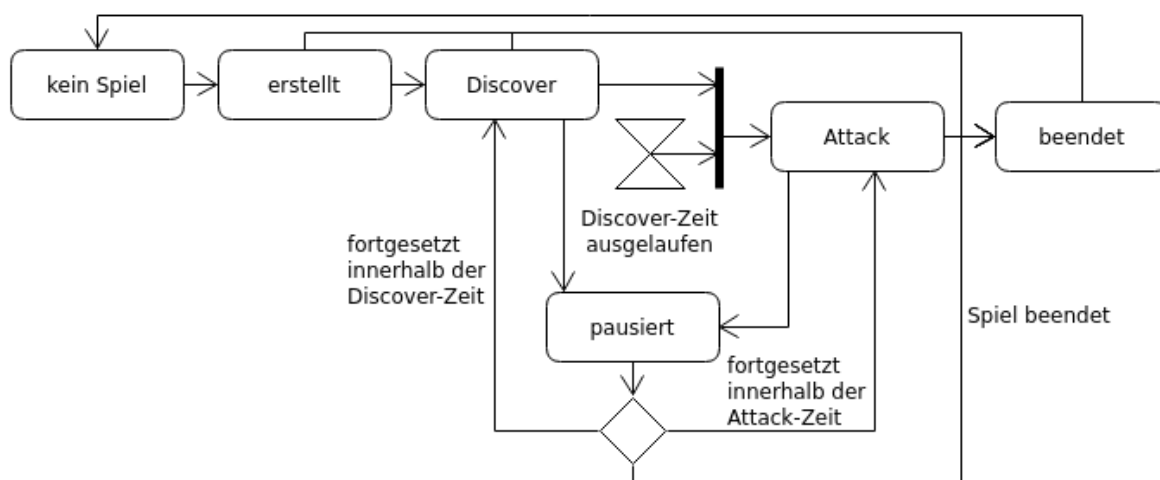 kein Spiel
erstellt
Discover
Attack
beendet
Discover-Zeit
ausgelaufen
fortgesetzt
innerhalb der
Discover-Zeit
pausiert
Spiel beendet
fortgesetzt
innerhalb der
Attack-Zeit